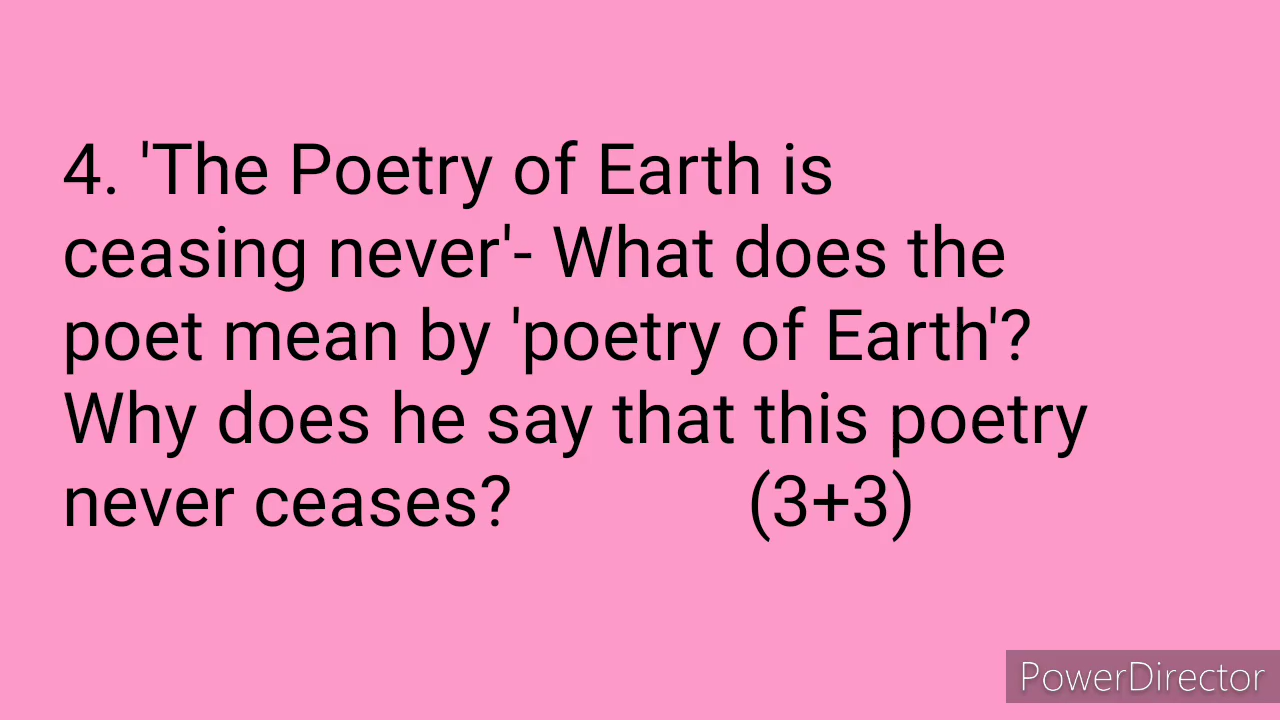 4. 'The Poetry of Earth is
ceasing never'- What does the
poet mean by 'poetry of Earth'?
Why does he say that this poetry
never ceases? (3+3)
PowerDirector